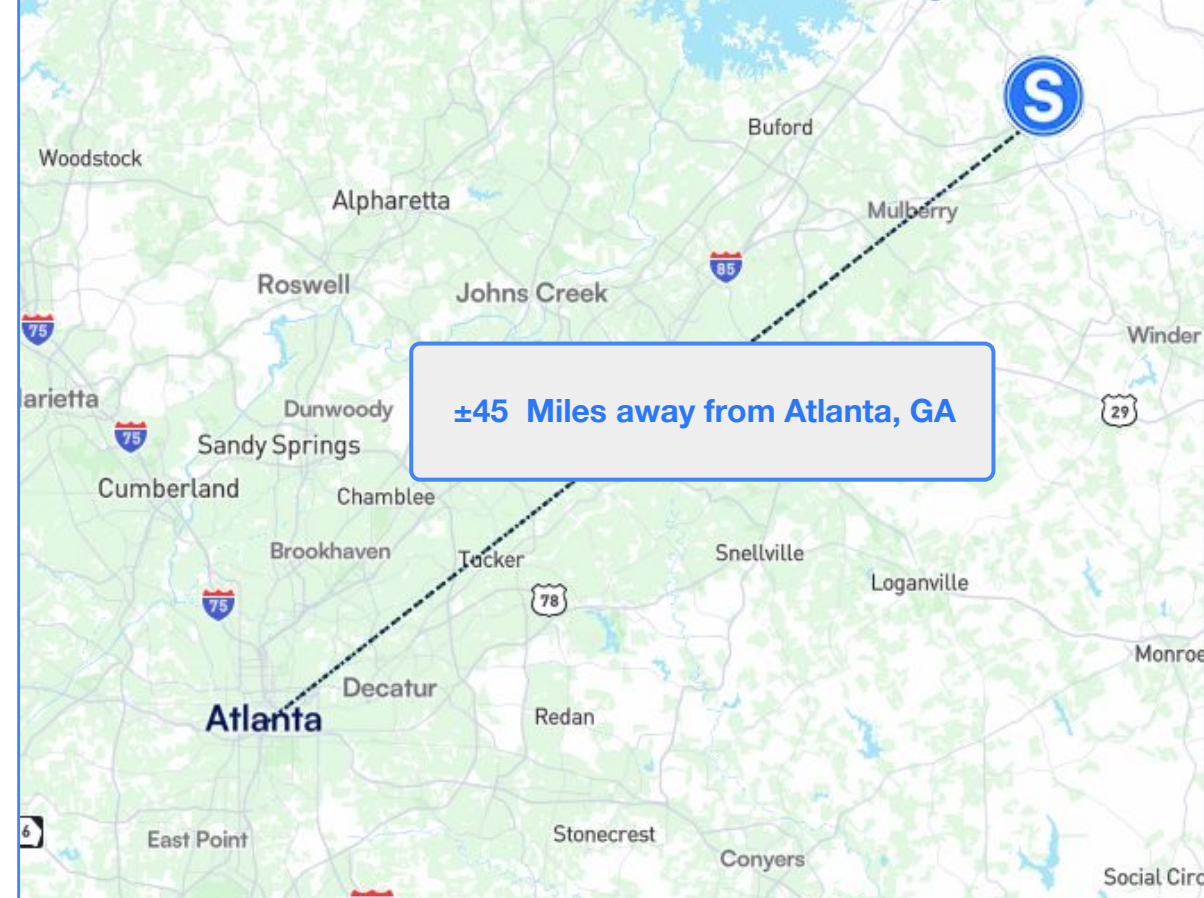 S
Buford
Woodstock
Alpharetta
Mulberry
85
Roswell
Johns Creek
75
Winder
arietta
Dunwoody
±45 Miles away from Atlanta, GA
29
75
Sandy Springs
Cumberland
Chamblee
Brookhaven
Tucker
Snellville
Loganville
78
75
Monroe
Decatur
Atlanta
Redan
6
East Point
Stonecrest
Conyers
Social Circ